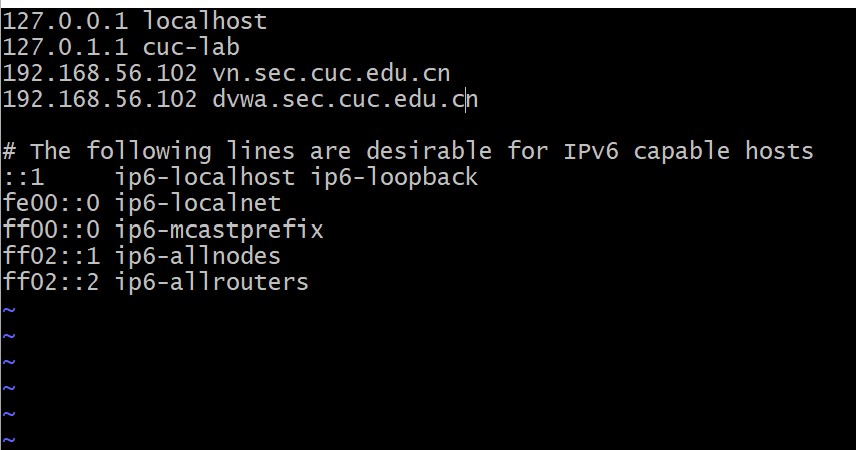 127.0.0.1 localhost
127.0.1.1 cuc-lab
192.168.56.102 vn.sec.cuc.edu.cn
192.168.56.102 dvwa.sec.cuc.edu.cn
# The following lines are desirable for IPv6 capable hosts
::1     ip6-localhost ip6-loopback
fe00::0 ip6-localnet
ff00::0 ip6-mcastprefix
ff02::1 ip6-allnodes
ff02::2 ip6-allrouters
~
~
~
~
~
~